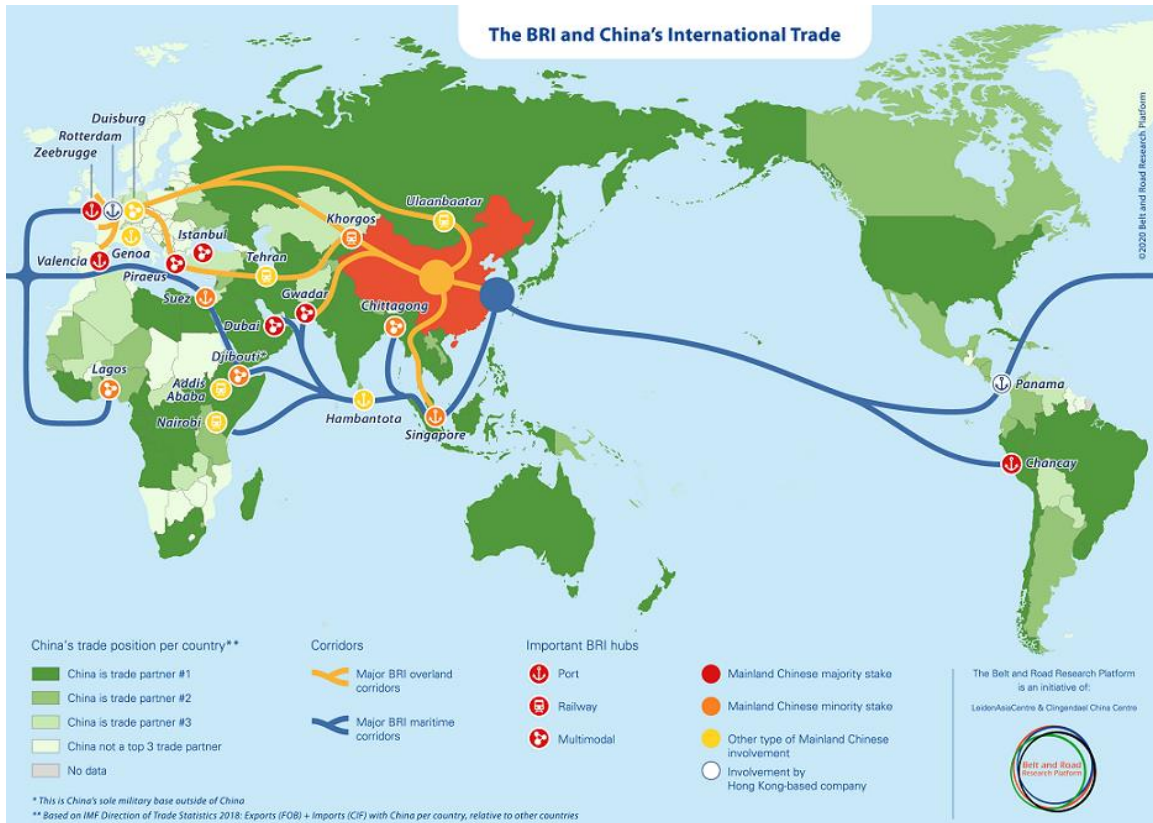 The BRI and China's International Trade
©2020 Belt and Road Research Platform
Duisburg
Rotterdam
Zeebrugge
Ulaanbaatar
Khorgos
Istanbul
Genoa
Valencia
Piraeus
Tehran
Suez
Gwadar
Chittagong
Dubai
Djibouti*
Lagos
Addis
Ababa
Nairobi
Hambantota
Singapore
Panama
Chancay
China's trade position per country**
China is trade partner #1
China is trade partner #2
China is trade partner #3
China not a top 3 trade partner
No data
Corridors
Major BRI overland
corridors
Major BRI maritime
corridors
Important BRI hubs
Port
Railway
Multimodal
Mainland Chinese majority stake
Mainland Chinese minority stake
Other type of Mainland Chinese
involvement
Involvement by
Hong Kong-based company
The Belt and Road Research Platform
is an initiative of:
LeidenAsiaCentre & Clingendael China Centre
Belt and Road
Research Platform
* This is China's sole military base outside of China
** Based on IMF Direction of Trade Statistics 2018: Exports (FOB) + Imports (CIF) with China per country, relative to other countries